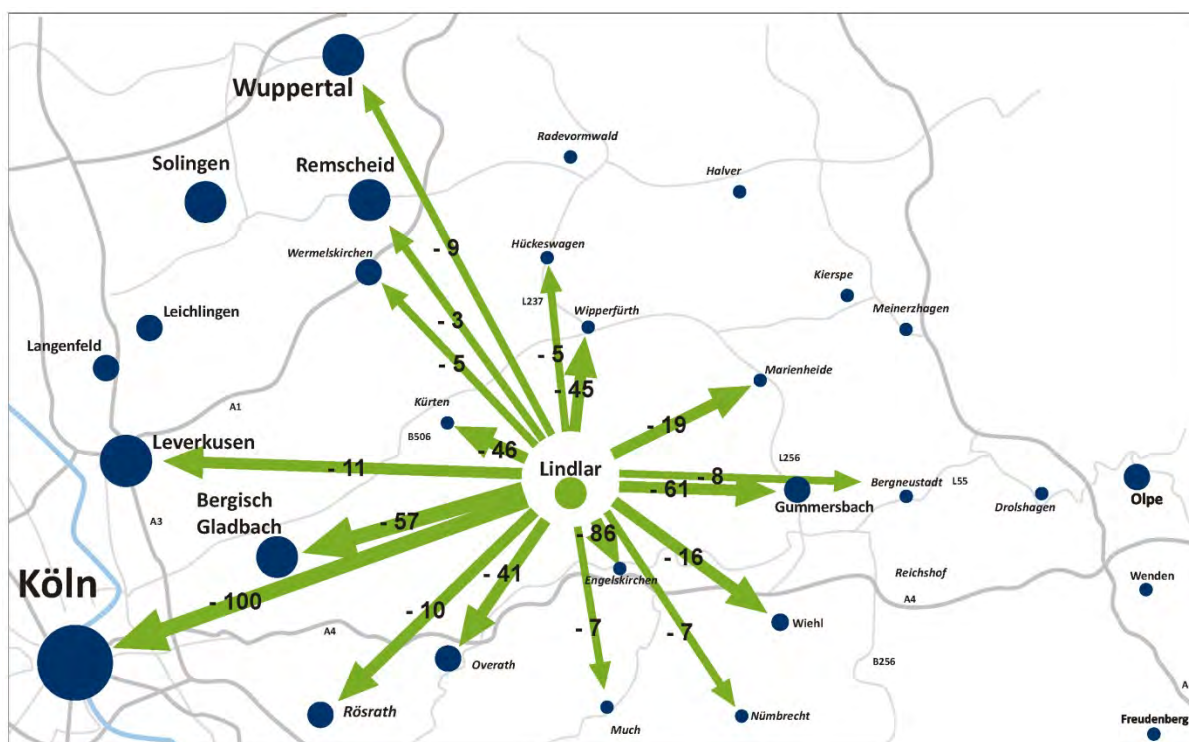 Wuppertal
Radevormwald
Solingen
Remscheid
Halver
Wermelskirchen
- 9
Hückeswagen
Kierspe
L237
Leichlingen
- 3
Wipperfürth
Meinerzhagen
Langenfeld
- 5
- 5
- 45
Marienheide
A1
Kürten
- 19
B506
- 46
Leverkusen
- 11
Lindlar
L256
- 8
- 61
Bergneustadt
L55
Olpe
Bergisch
Gladbach
Gummersbach
Drolshagen
A3
- 57
- 86
- 16
Köln
- 41
Engelskirchen
Reichshof
Wenden
- 100
- 10
A4
A4
Wiehl
- 7
- 7
Overath
B256
A
Rösrath
Much
Nümbrecht
Freudenberg